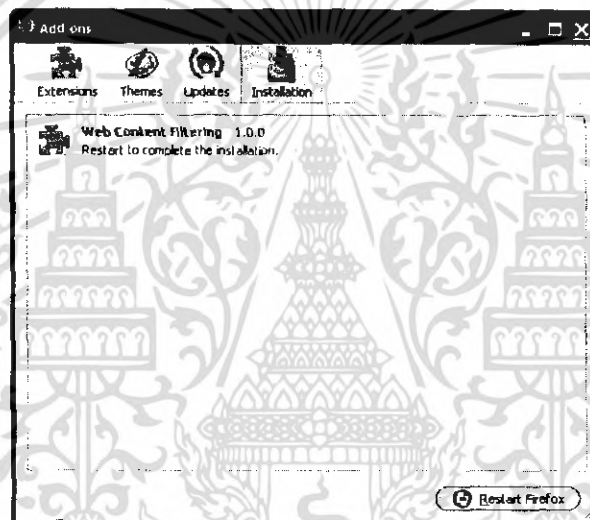 Add-ons
Extensions Themes Updates Installation
Web Content Filtering 1.0.0
Restart to complete the installation.
Restart Firefox